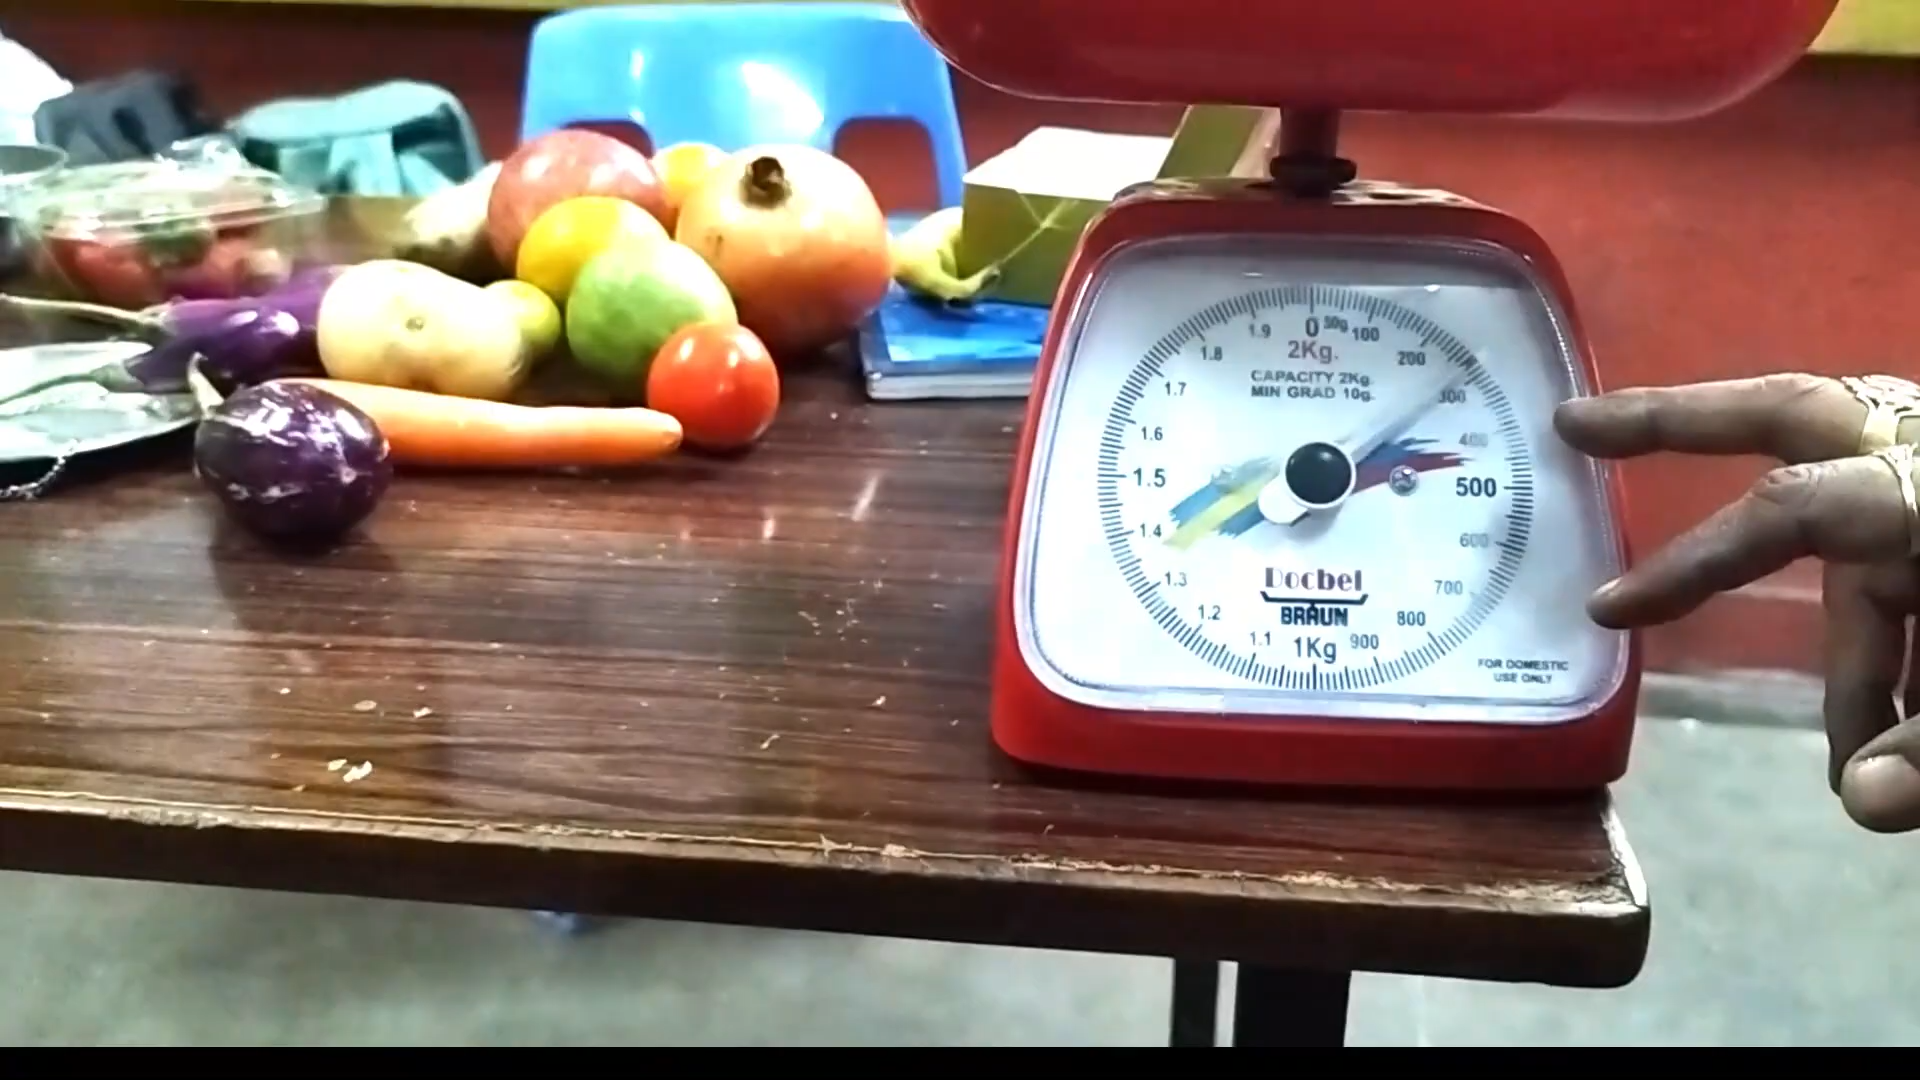 0 50g 100
2Kg.
200
300
400
500
600
700
800
900
1Kg
1.1
1.2
1.3
1.4
1.5
1.6
1.7
1.8
1.9
CAPACITY 2Kg.
MIN GRAD 10g.
Docbel
BRAUN
FOR DOMESTIC
USE ONLY